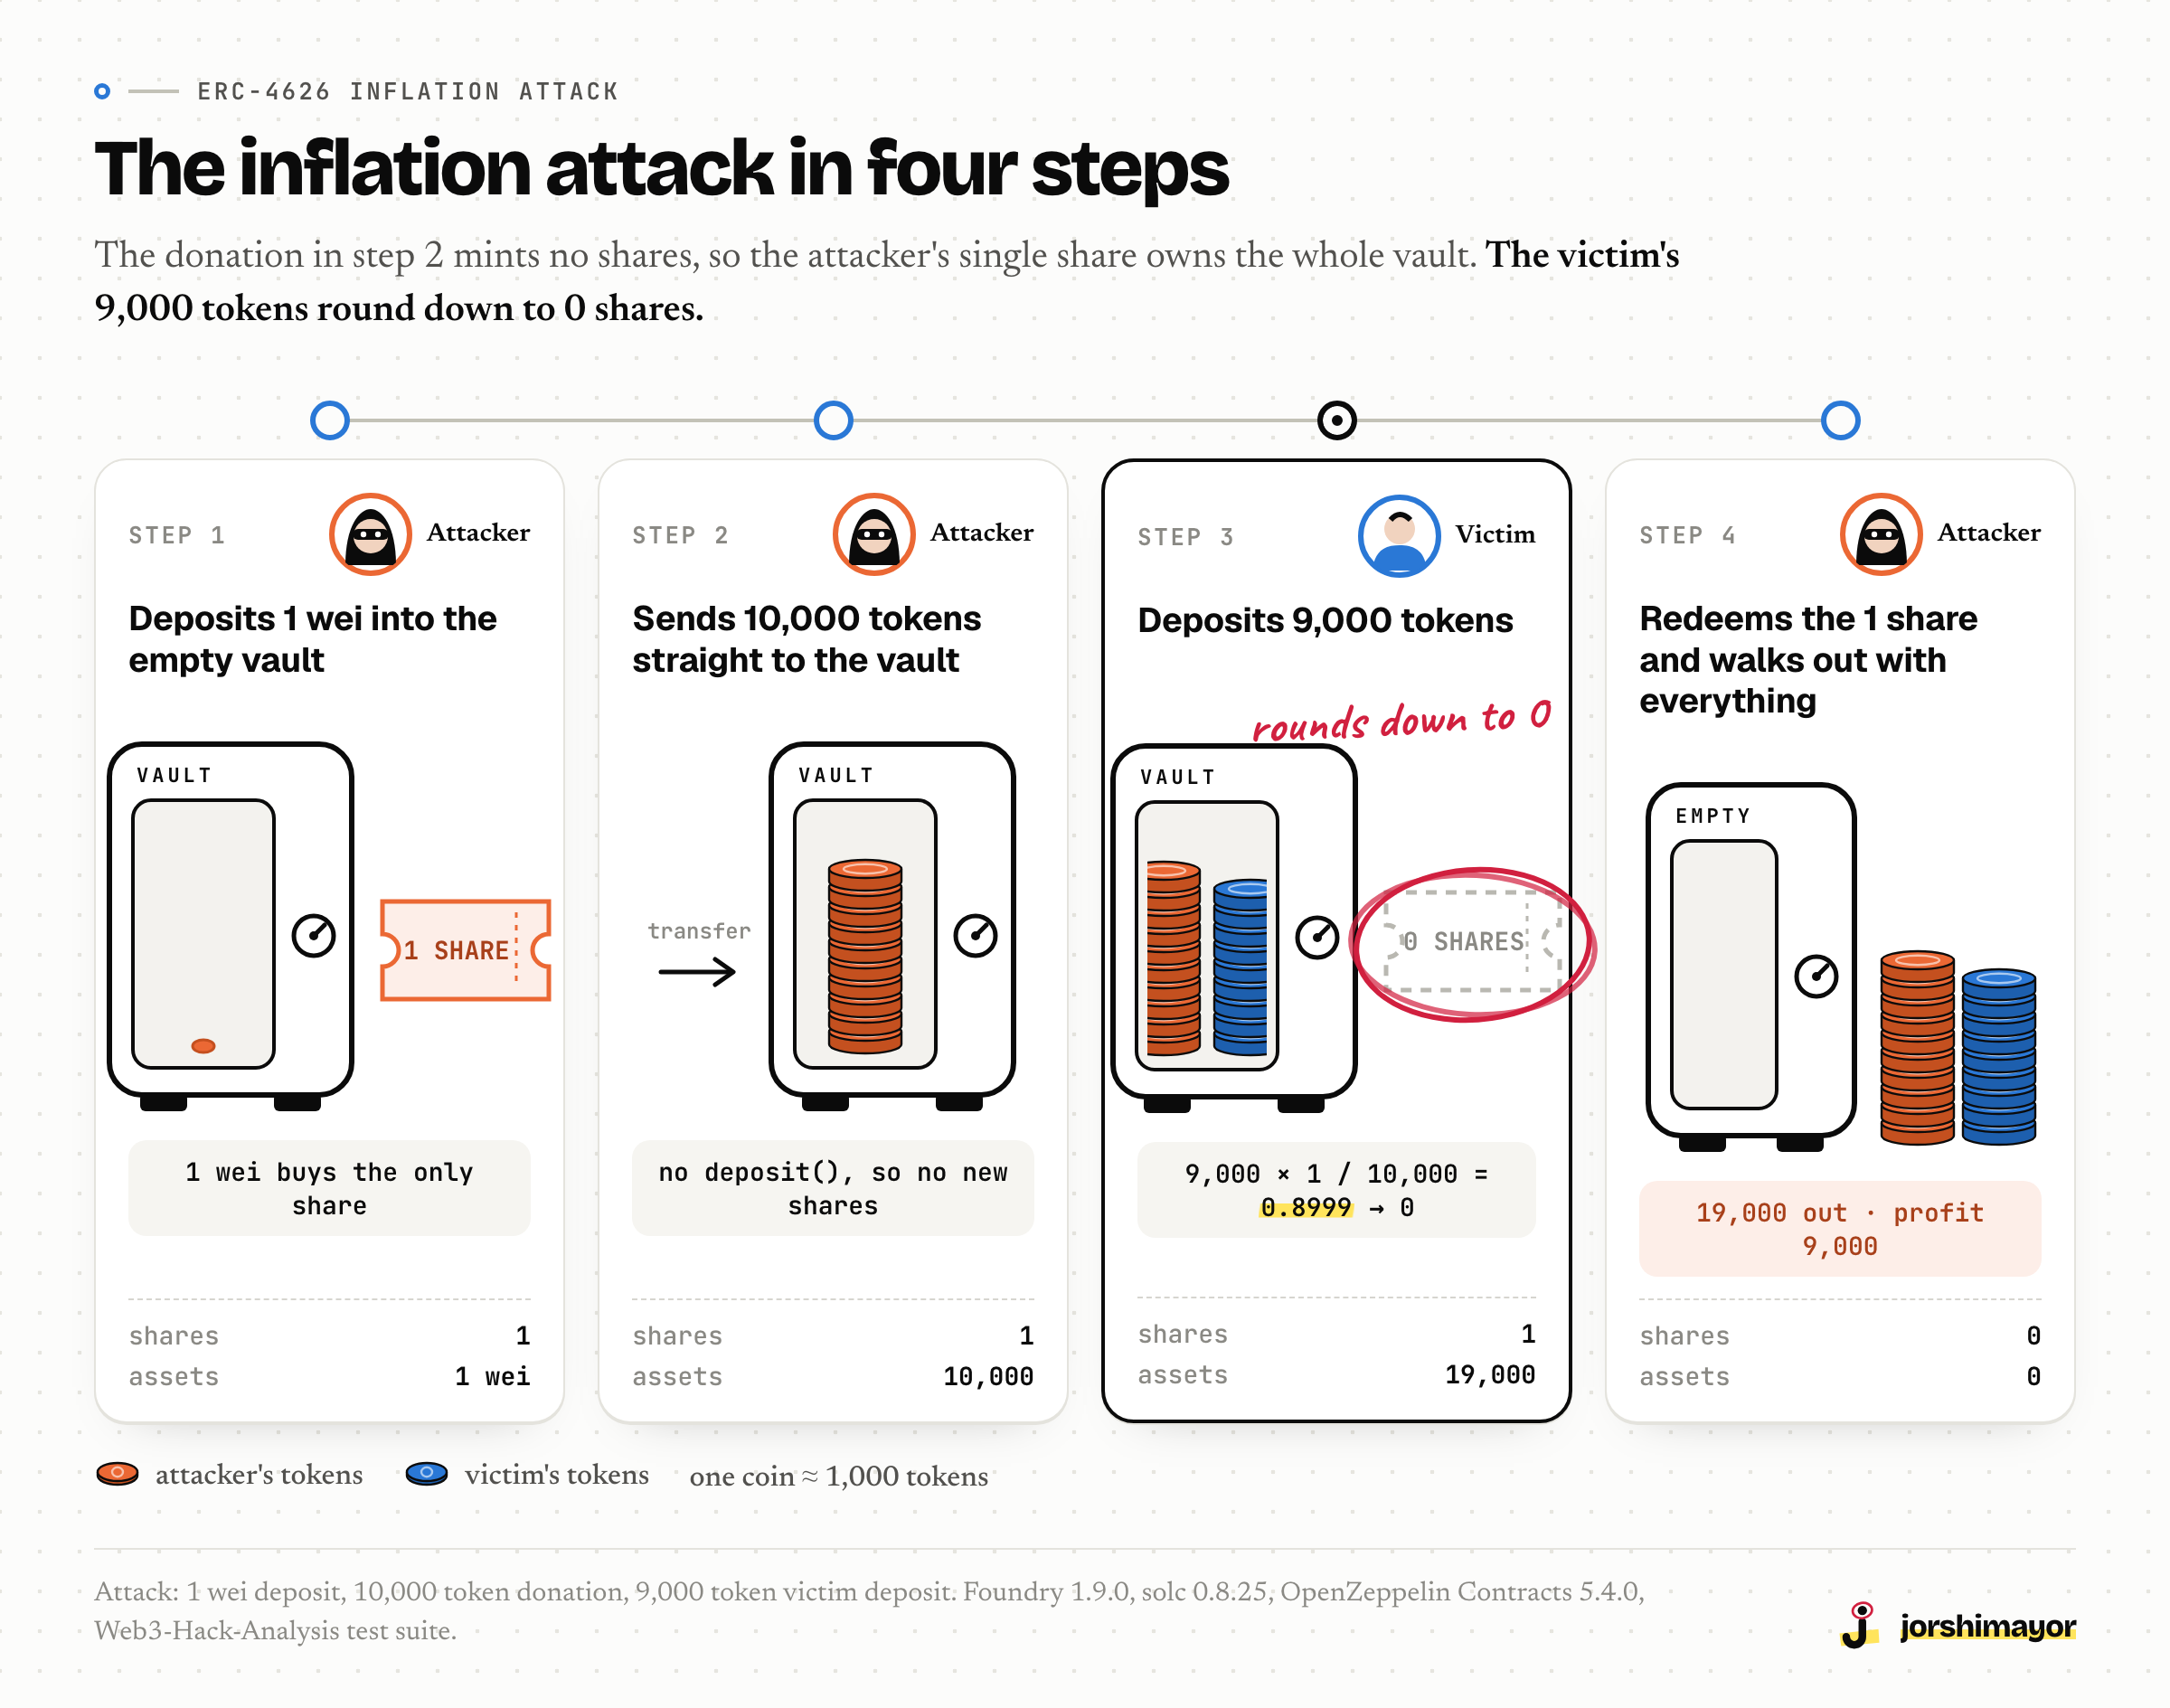 ERC-4626 INFLATION ATTACK
The inflation attack in four steps
The donation in step 2 mints no shares, so the attacker's single share owns the whole vault. The victim's
9,000 tokens round down to 0 shares.
STEP 1
Attacker
Deposits 1 wei into the
empty vault
VAULT
1 SHARE
1 wei buys the only
share
shares 1
assets 1 wei
STEP 2
Attacker
Sends 10,000 tokens
straight to the vault
transfer
VAULT
no deposit(), so no new
shares
shares 1
assets 10,000
STEP 3
Victim
Deposits 9,000 tokens
rounds down to 0
VAULT
0 SHARES
9,000 × 1 / 10,000 =
0.8999 → 0
shares 1
assets 19,000
STEP 4
Attacker
Redeems the 1 share
and walks out with
everything
EMPTY
19,000 out · profit
9,000
shares 0
assets 0
attacker's tokens
victim's tokens
one coin ≈ 1,000 tokens
Attack: 1 wei deposit, 10,000 token donation, 9,000 token victim deposit. Foundry 1.9.0, solc 0.8.25, OpenZeppelin Contracts 5.4.0,
Web3-Hack-Analysis test suite.
jorshimayor